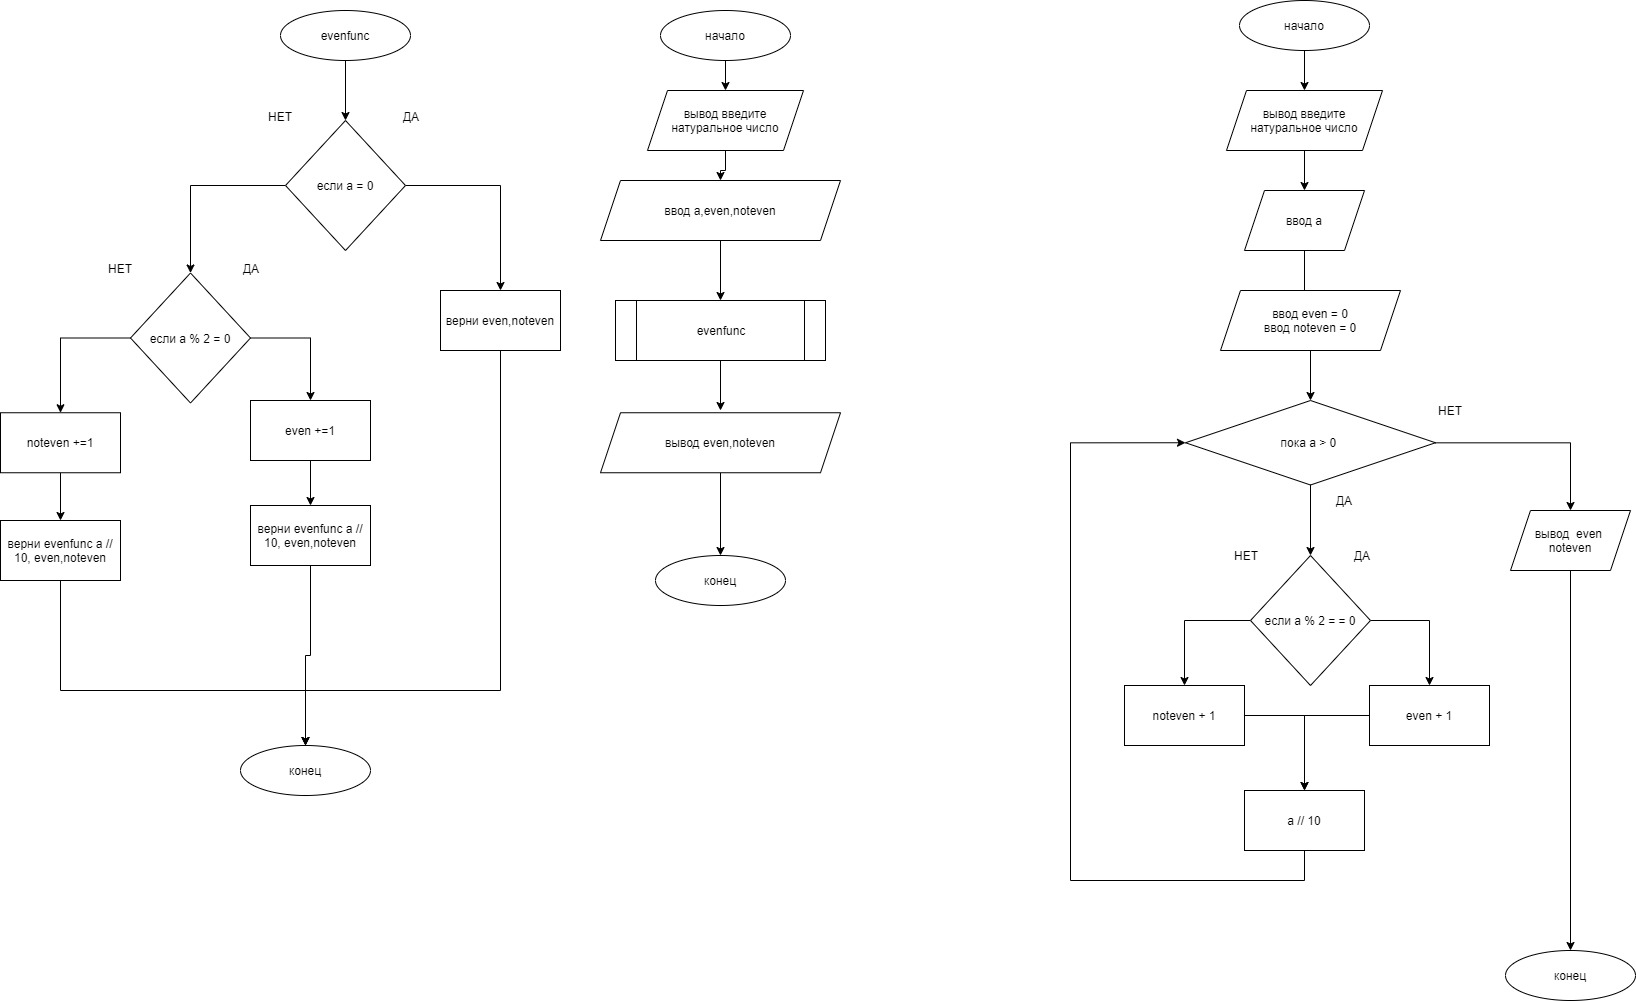 evenfunc
НЕТ
ДА
если a = 0
НЕТ
ДА
если a % 2 = 0
верни even,noteven
noteven +=1
even +=1
верни evenfunc a //
10, even,noteven
верни evenfunc a //
10, even,noteven
конец
начало
вывод введите
натуральное число
ввод a,even,noteven
evenfunc
вывод even,noteven
конец
начало
вывод введите
натуральное число
ввод a
ввод even = 0
ввод noteven = 0
пока a > 0
НЕТ
ДА
вывод  even
noteven
НЕТ
ДА
если a % 2 = = 0
noteven + 1
even + 1
a // 10
конец